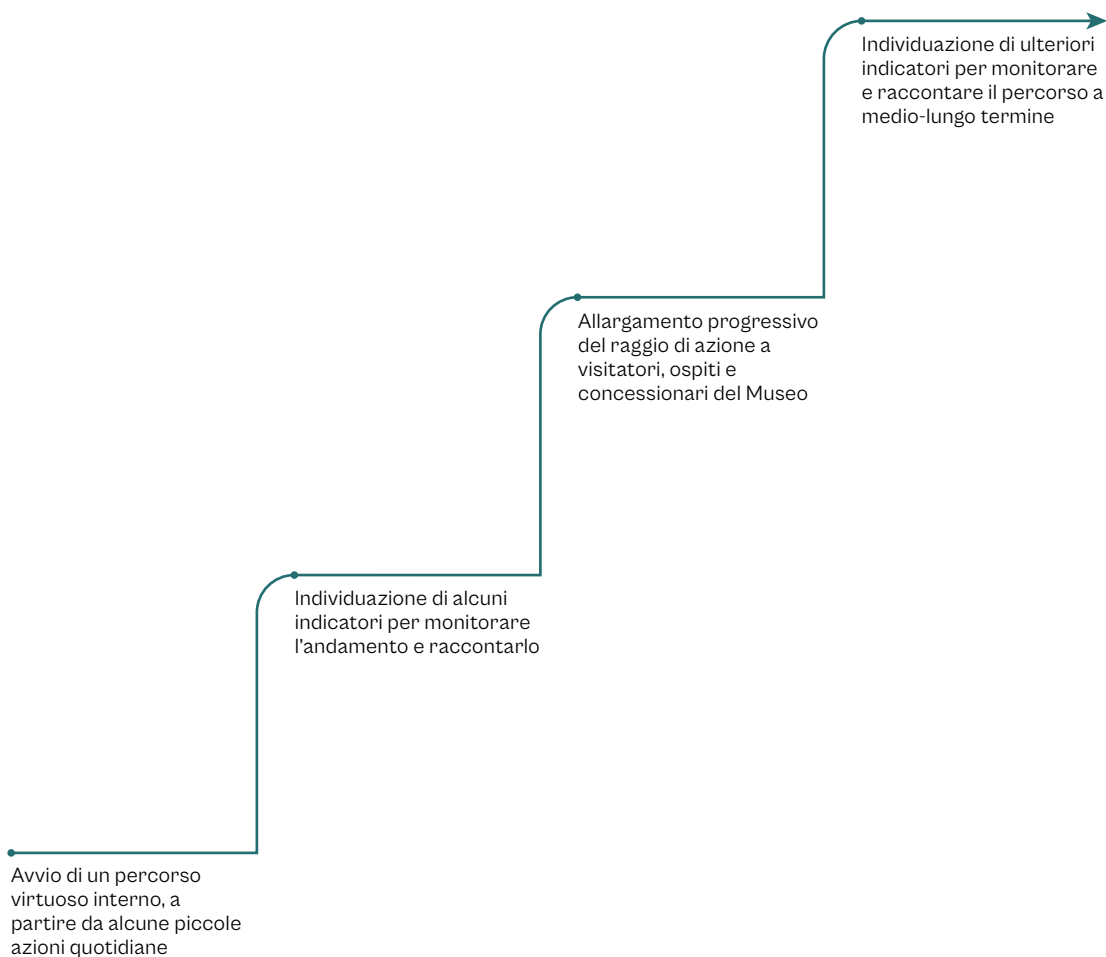 Individuazione di ulteriori
indicatori per monitorare
e raccontare il percorso a
medio-lungo termine
Allargamento progressivo
del raggio di azione a
visitatori, ospiti e
concessionari del Museo
Individuazione di alcuni
indicatori per monitorare
l'andamento e raccontarlo
Avvio di un percorso
virtuoso interno, a
partire da alcune piccole
azioni quotidiane